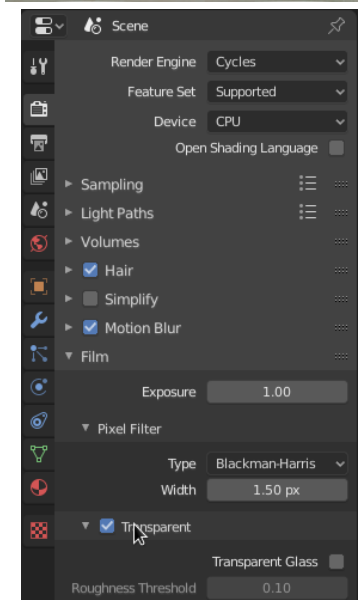 Scene
Render Engine Cycles
Feature Set Supported
Device CPU
Open Shading Language
Sampling
Light Paths
Volumes
Hair
Simplify
Motion Blur
Film
Exposure 1.00
Pixel Filter
Type Blackman-Harris
Width 1.50 px
Transparent
Transparent Glass
Roughness Threshold 0.10